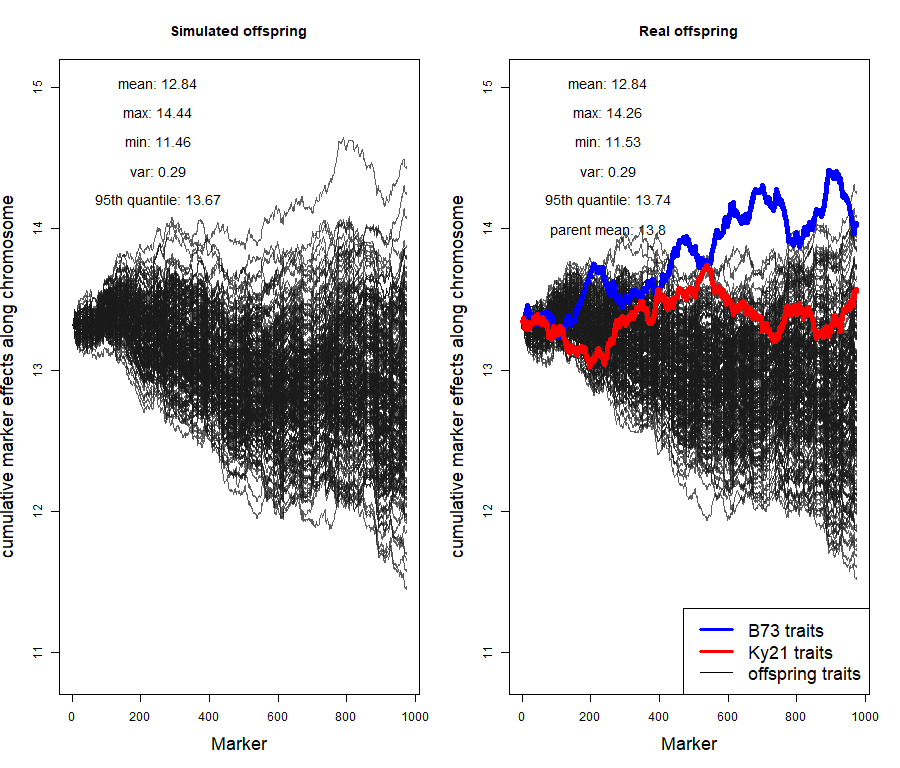 Simulated offspring
mean: 12.84
max: 14.44
min: 11.46
var: 0.29
95th quantile: 13.67
cumulative marker effects along chromosome
15
14
13
12
11
0 200 400 600 800 1000
Marker
Real offspring
mean: 12.84
max: 14.26
min: 11.53
var: 0.29
95th quantile: 13.74
parent mean: 13.8
cumulative marker effects along chromosome
15
14
13
12
11
B73 traits
Ky21 traits
offspring traits
0 200 400 600 800 1000
Marker